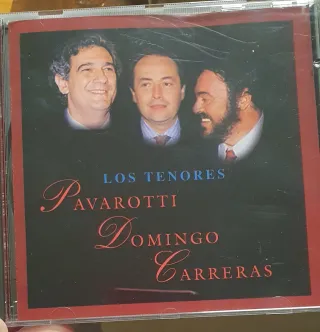 LOS TENORES
PAVAROTTI
DOMINGO
CARRERAS